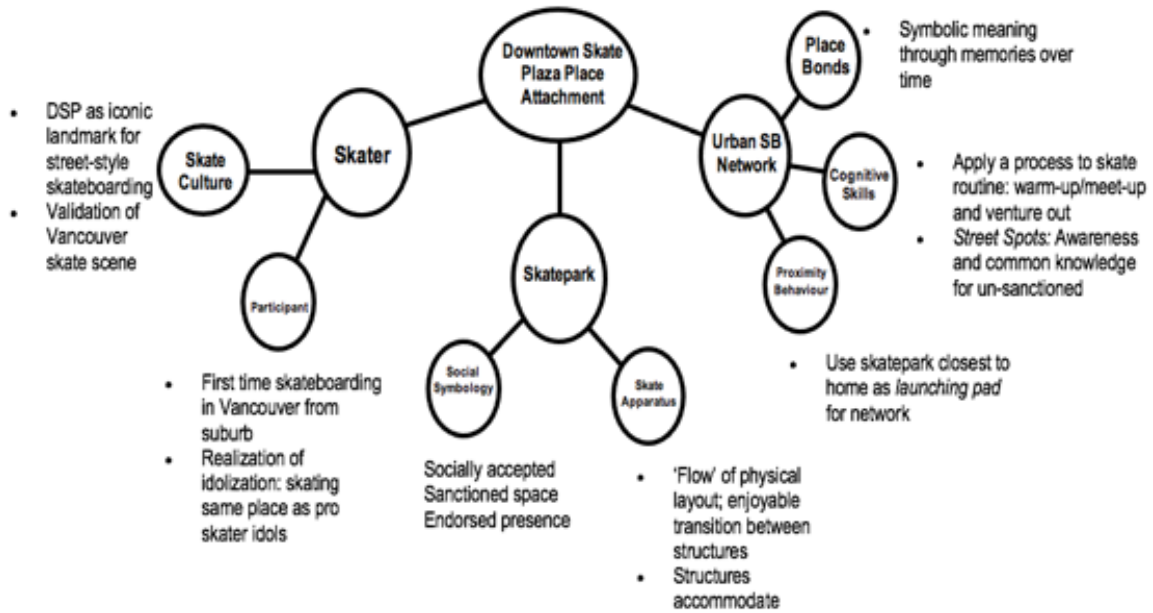 Downtown Skate
Plaza Place
Attachment
Place
Bonds
• Symbolic meaning
through memories over
time
• DSP as iconic
landmark for
street-style
skateboarding
• Validation of
Vancouver
skate scene
Skate
Culture
Skater
Urban SB
Network
Cognitive
Skills
• Apply a process to skate
routine: warm-up/meet-up
and venture out
• Street Spots: Awareness
and common knowledge
for un-sanctioned
Participant
Skatepark
Proximity
Behaviour
• First time skateboarding
in Vancouver from
suburb
• Realization of
idolization: skating
same place as pro
skater idols
Social
Symbology
Skate
Apparatus
• Use skatepark closest to
home as launching pad
for network
Socially accepted
Sanctioned space
Endorsed presence
• ‘Flow’ of physical
layout; enjoyable
transition between
structures
• Structures
accommodate